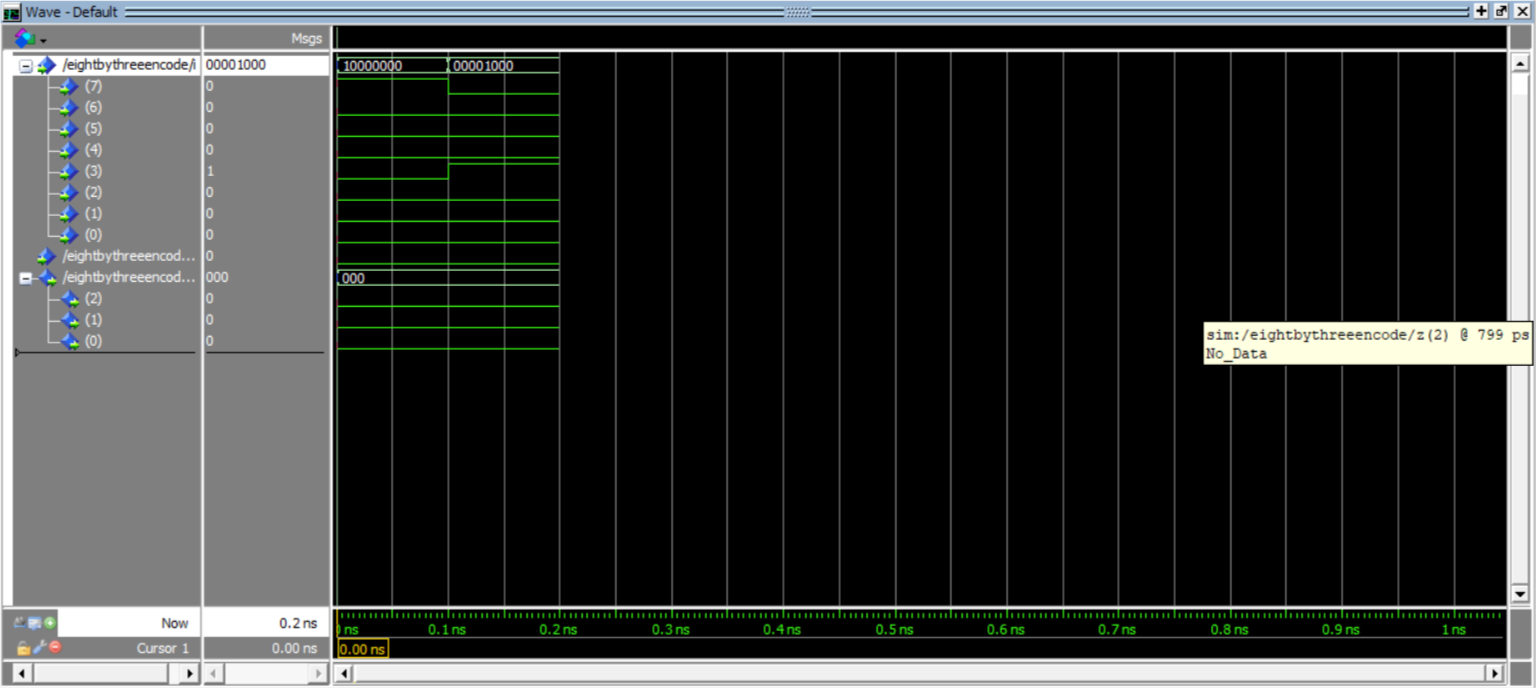 Wave - Default
Msgs
/eightbythreeencode/i 00001000 10000000 00001000
(7) 0
(6) 0
(5) 0
(4) 0
(3) 1
(2) 0
(1) 0
(0) 0
/eightbythreeencod... 0
/eightbythreeencod... 000 000
(2) 0
(1) 0
(0) 0
sim:/eightbythreeencode/z(2) @ 799 ps
No_Data
Now 0.2 ns
ns 0.1 ns 0.2 ns 0.3 ns 0.4 ns 0.5 ns 0.6 ns 0.7 ns 0.8 ns 0.9 ns 1 ns
Cursor 1 0.00 ns 0.00 ns